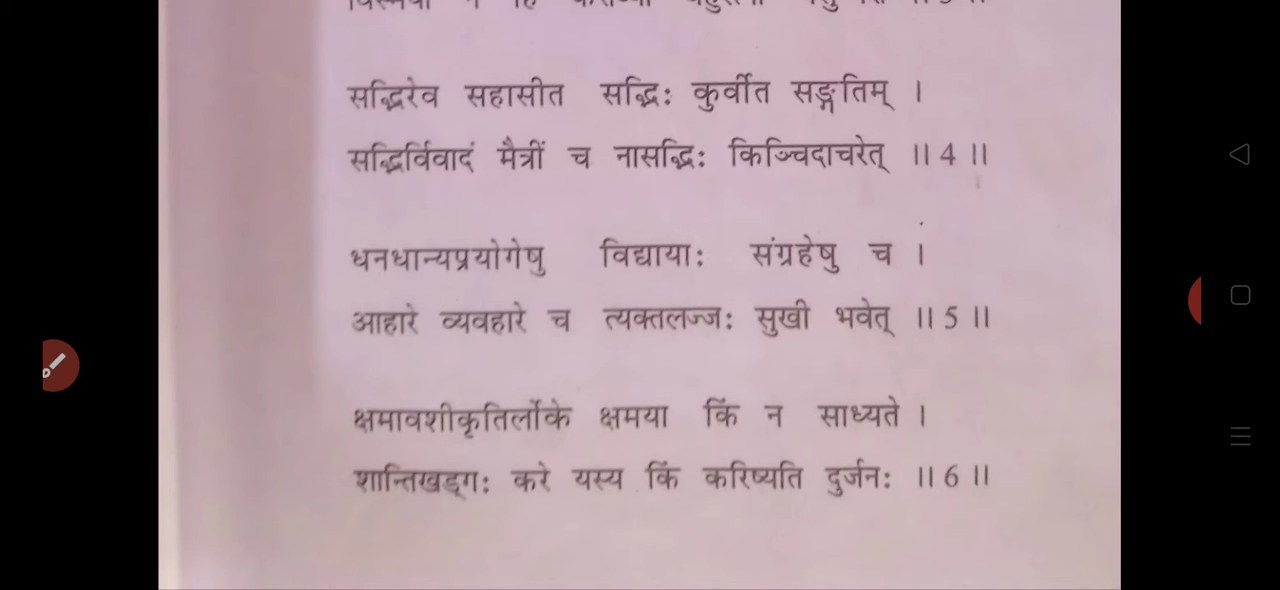 सद्भिरेव सहासीत सद्भिः कुर्वीत सङ्गतिम् ।
सद्भिर्विवादं मैत्रीं च नासद्भिः किञ्चिदाचरेत् ॥ 4 ॥
धनधान्यप्रयोगेषु विद्यायाः संग्रहेषु च ।
आहारे व्यवहारे च त्यक्तलज्जः सुखी भवेत् ॥ 5 ॥
क्षमावशीकृतिर्लोके क्षमया किं न साध्यते ।
शान्तिखड्गः करे यस्य किं करिष्यति दुर्जनः ॥ 6 ॥